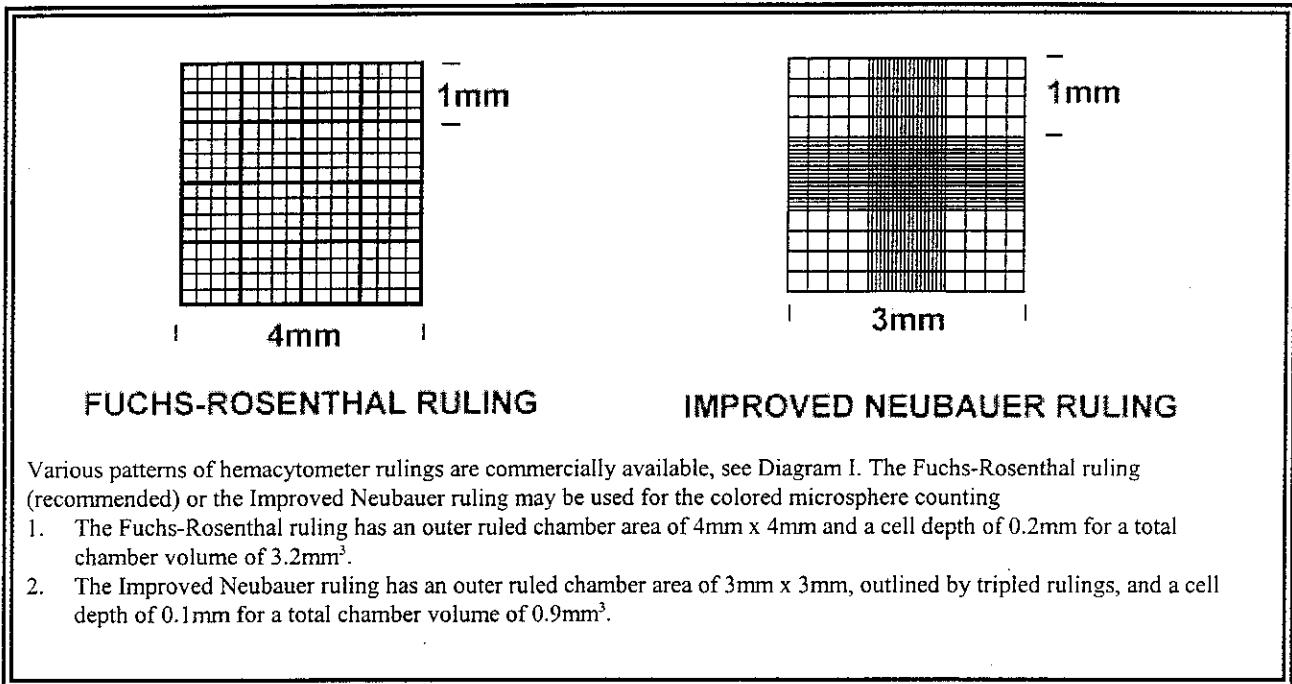 1mm
4mm
FUCHS-ROSENTHAL RULING
1mm
3mm
IMPROVED NEUBAUER RULING
Various patterns of hemacytometer rulings are commercially available, see Diagram I. The Fuchs-Rosenthal ruling
(recommended) or the Improved Neubauer ruling may be used for the colored microsphere counting
1. The Fuchs-Rosenthal ruling has an outer ruled chamber area of 4mm x 4mm and a cell depth of 0.2mm for a total
chamber volume of 3.2mm³.
2. The Improved Neubauer ruling has an outer ruled chamber area of 3mm x 3mm, outlined by tripled rulings, and a cell
depth of 0.1mm for a total chamber volume of 0.9mm³.